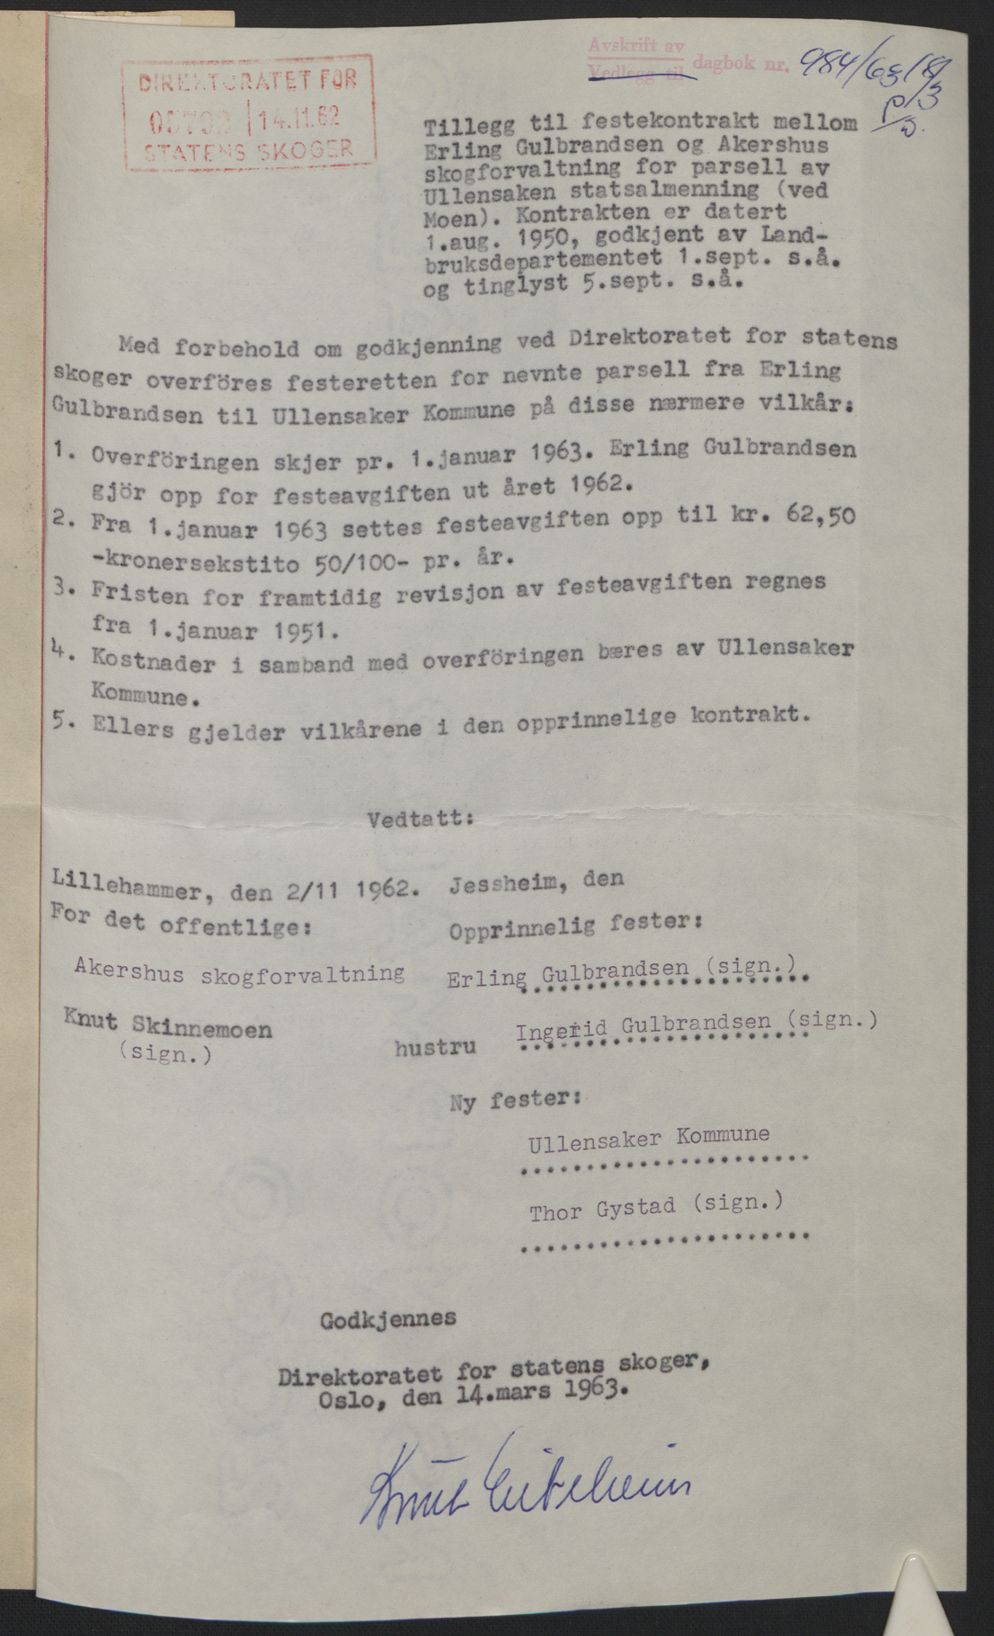 Avskrift av
Vedlegg til dagbok nr. 984/63
DIREKTORATET FOR
14.11.62
STATENS SKOGER
Tillegg til festekontrakt mellom
Erling Gulbrandsen og Akershus
skogforvaltning for parsell av
Ullensaken statsalmenning (ved
Moen). Kontrakten er datert
1.aug. 1950, godkjent av Land-
bruksdepartementet 1.sept. s.å.
og tinglyst 5.sept. s.å.
Med forbehold om godkjenning ved Direktoratet for statens
skoger overföres festeretten for nevnte parsell fra Erling
Gulbrandsen til Ullensaker Kommune på disse nærmere vilkår:
1. Overföringen skjer pr. 1.januar 1963. Erling Gulbrandsen
gjör opp for festeavgiften ut året 1962.
2. Fra 1.januar 1963 settes festeavgiften opp til kr. 62,50
-kronersekstito 50/100- pr. år.
3. Fristen for framtidig revisjon av festeavgiften regnes
fra 1.januar 1951.
4. Kostnader i samband med overföringen bæres av Ullensaker
Kommune.
5. Ellers gjelder vilkårene i den opprinnelige kontrakt.
Vedtatt:
Lillehammer, den 2/11 1962. Jessheim, den
For det offentlige: Opprinnelig fester:
Akershus skogforvaltning Erling Gulbrandsen (sign.)
Knut Skinnemoen
(sign.)
hustru Ingerid Gulbrandsen (sign.)
Ny fester:
Ullensaker Kommune
Thor Gystad (sign.)
Godkjennes
Direktoratet for statens skoger,
Oslo, den 14.mars 1963.
Knut